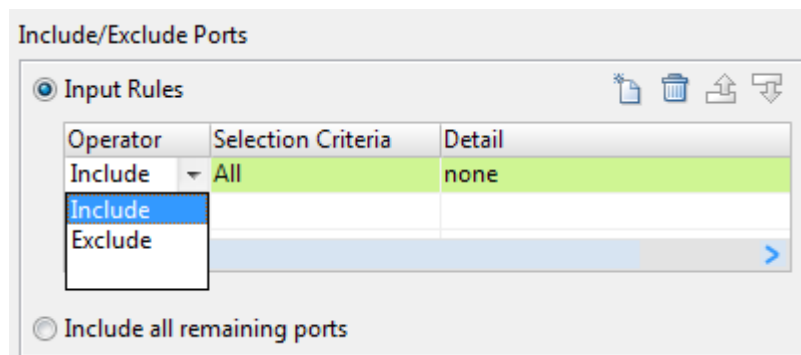 Include/Exclude Ports
Input Rules
Operator Selection Criteria Detail
Include All none
Include
Exclude
Include all remaining ports